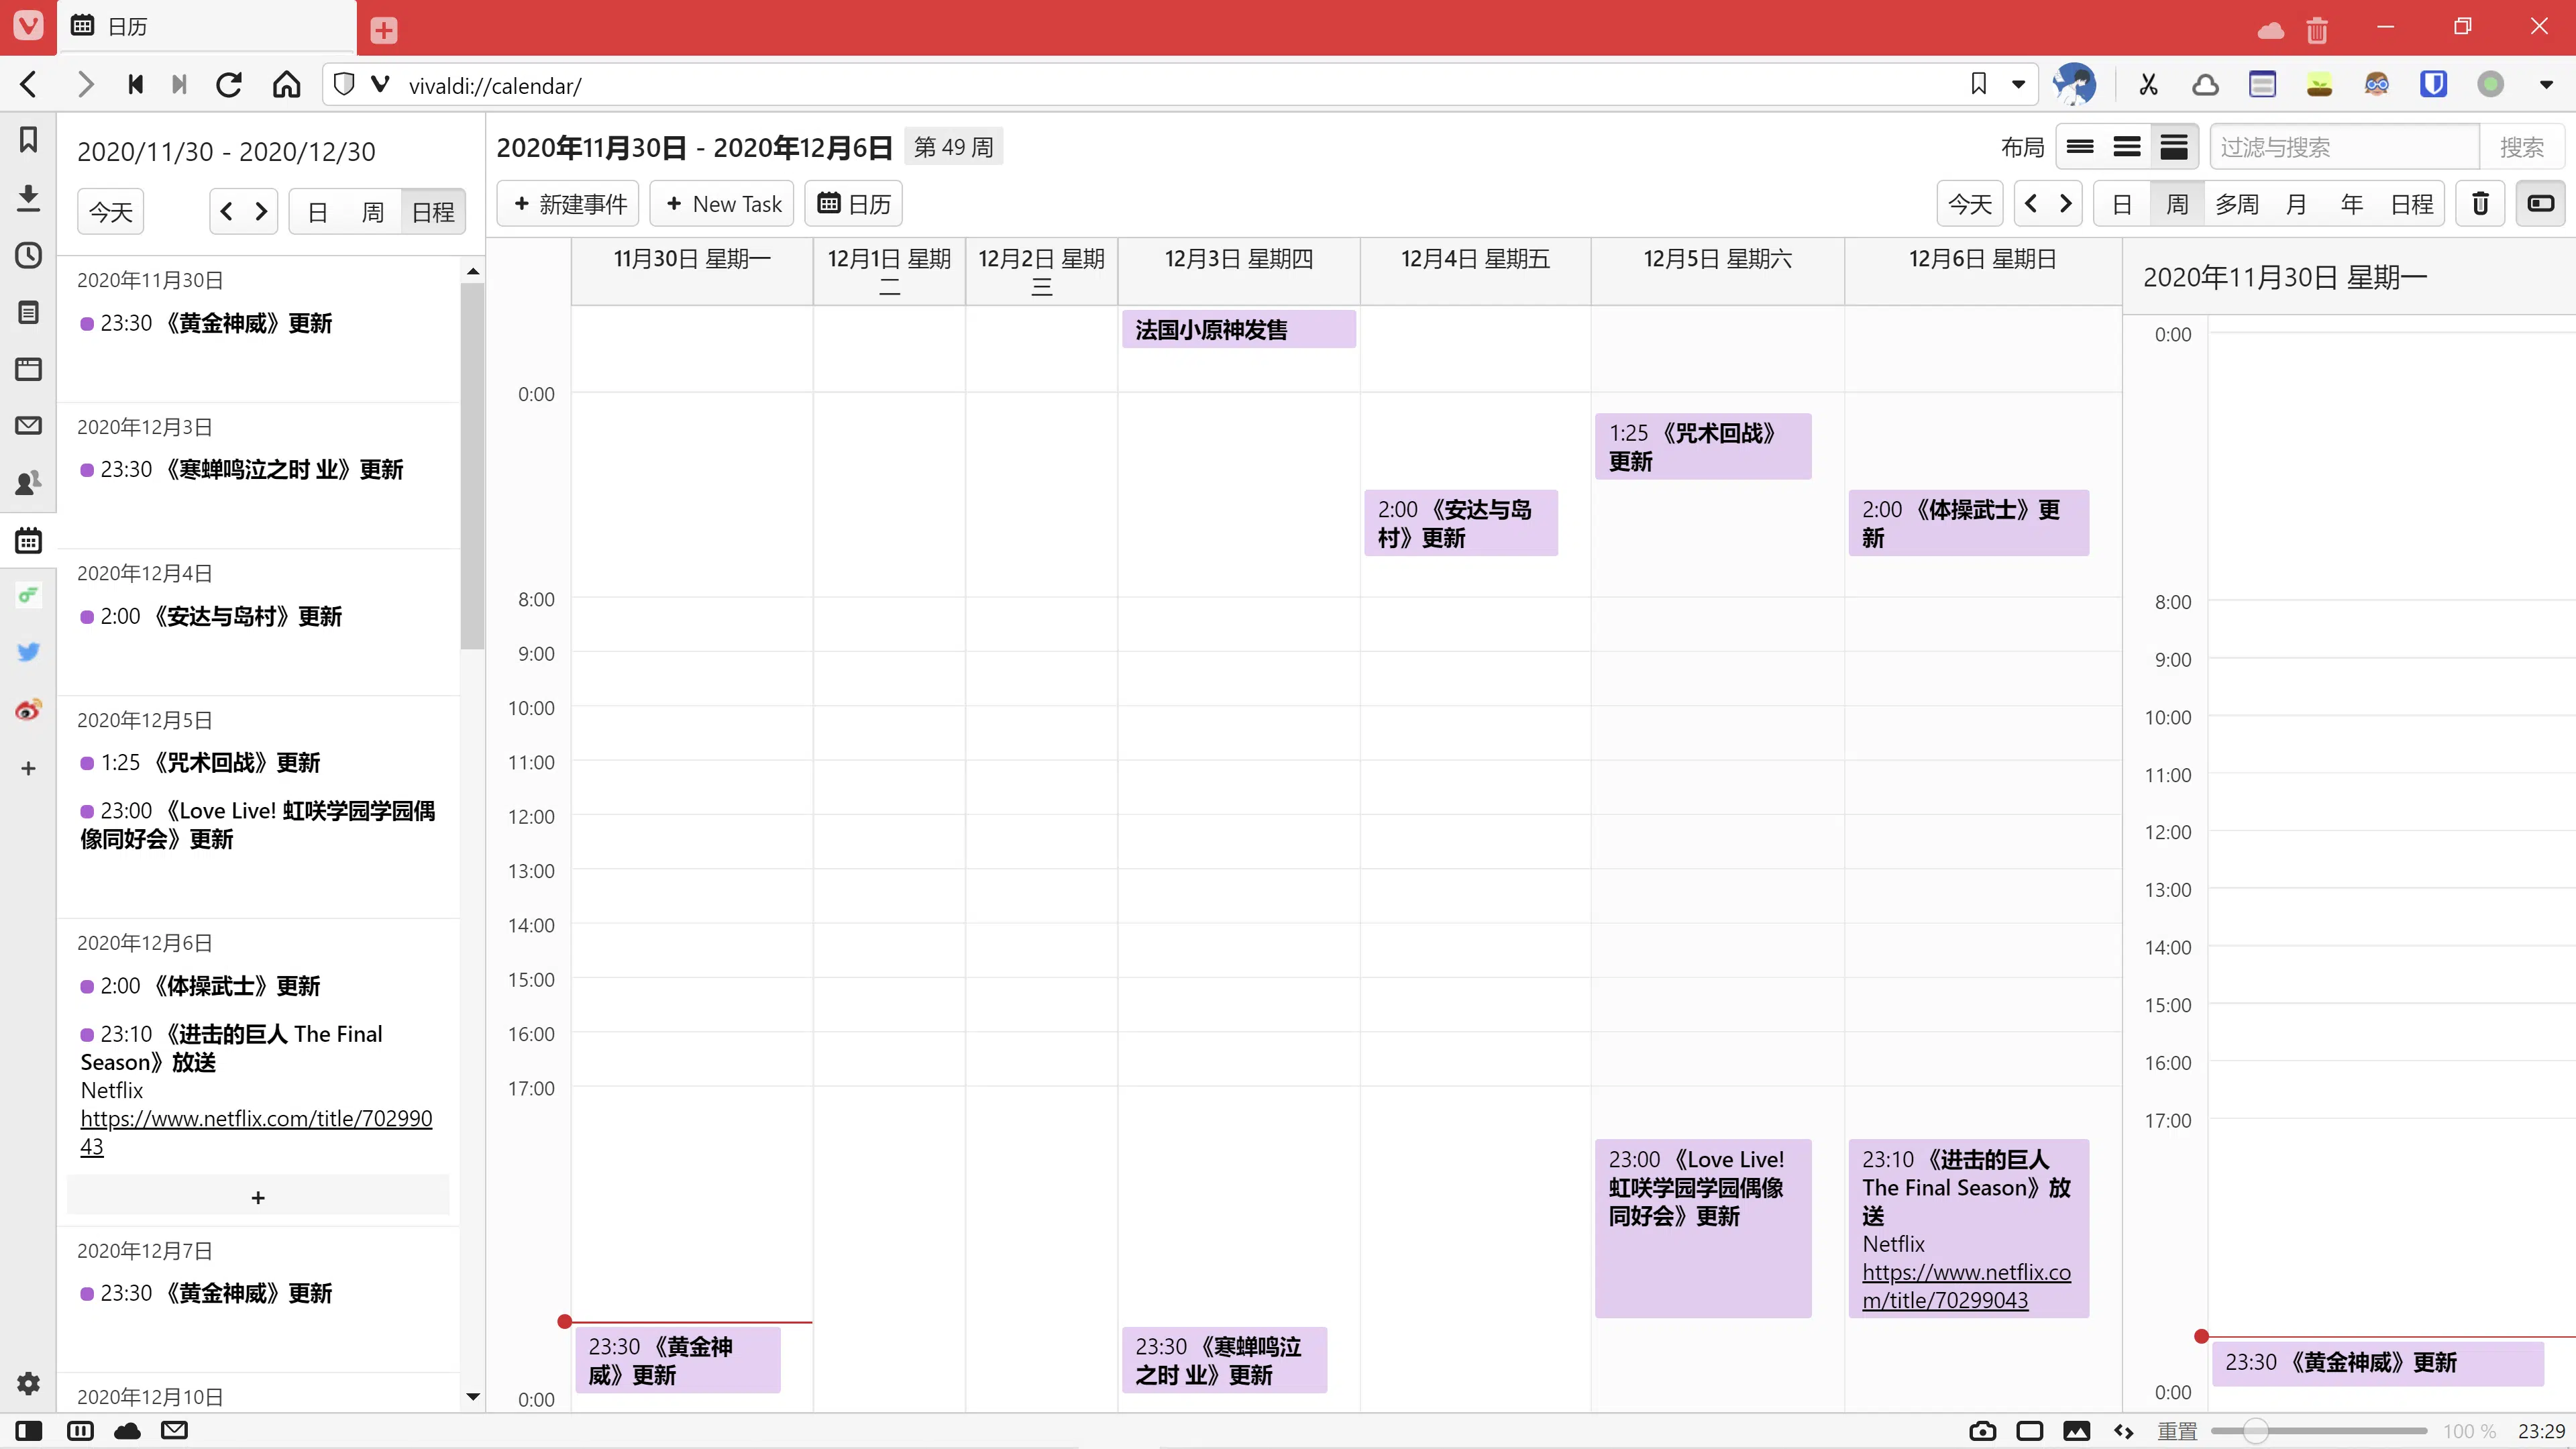 日历
vivaldi://calendar/
2020/11/30 - 2020/12/30
今天
日
周
日程
2020年11月30日
23:30 《黄金神威》更新
2020年12月3日
23:30 《寒蝉鸣泣之时 业》更新
2020年12月4日
2:00 《安达与岛村》更新
2020年12月5日
1:25 《咒术回战》更新
23:00 《Love Live! 虹咲学园学园偶
像同好会》更新
2020年12月6日
2:00 《体操武士》更新
23:10 《进击的巨人 The Final
Season》放送
Netflix
https://www.netflix.com/title/702990
43
+
2020年12月7日
23:30 《黄金神威》更新
2020年12月10日
2020年11月30日 - 2020年12月6日 第 49 周
布局
过滤与搜索
搜索
+ 新建事件
+ New Task
日历
今天
日
周
多周
月
年
日程
11月30日 星期一
12月1日 星期
二
12月2日 星期
三
12月3日 星期四
12月4日 星期五
12月5日 星期六
12月6日 星期日
法国小原神发售
0:00
8:00
9:00
10:00
11:00
12:00
13:00
14:00
15:00
16:00
17:00
0:00
23:30 《黄金神
威》更新
23:30 《寒蝉鸣泣
之时 业》更新
2:00 《安达与岛
村》更新
1:25 《咒术回战》
更新
23:00 《Love Live!
虹咲学园学园偶像
同好会》更新
2:00 《体操武士》更
新
23:10 《进击的巨人
The Final Season》放
送
Netflix
https://www.netflix.co
m/title/70299043
2020年11月30日 星期一
0:00
8:00
9:00
10:00
11:00
12:00
13:00
14:00
15:00
16:00
17:00
23:30 《黄金神威》更新
0:00
重置
100 %
23:29